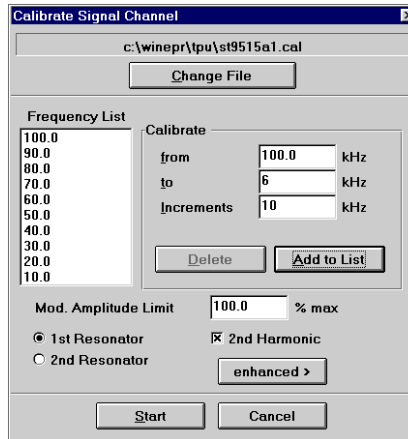 Calibrate Signal Channel
c:\winepr\tpu\st9515a1.cal
Change File
Frequency List
100.0
90.0
80.0
70.0
60.0
50.0
40.0
30.0
20.0
10.0
Calibrate
from 100.0 kHz
to 6 kHz
Increments 10 kHz
Delete Add to List
Mod. Amplitude Limit 100.0 % max
1st Resonator 2nd Harmonic
2nd Resonator
enhanced >
Start Cancel